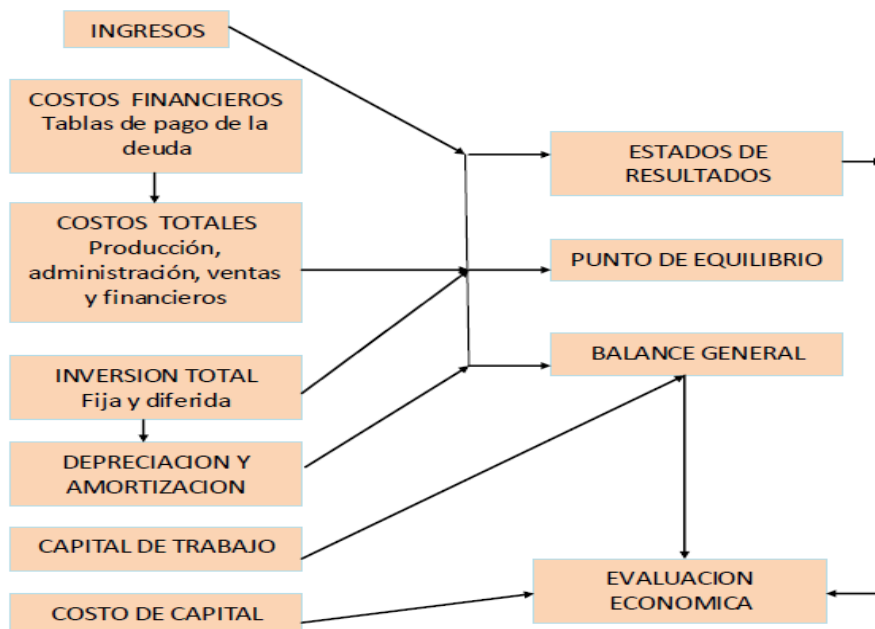 INGRESOS
COSTOS FINANCIEROS
Tablas de pago de la
deuda
COSTOS TOTALES
Producción,
administración, ventas
y financieros
INVERSION TOTAL
Fija y diferida
DEPRECIACION Y
AMORTIZACION
CAPITAL DE TRABAJO
COSTO DE CAPITAL
ESTADOS DE
RESULTADOS
PUNTO DE EQUILIBRIO
BALANCE GENERAL
EVALUACION
ECONOMICA